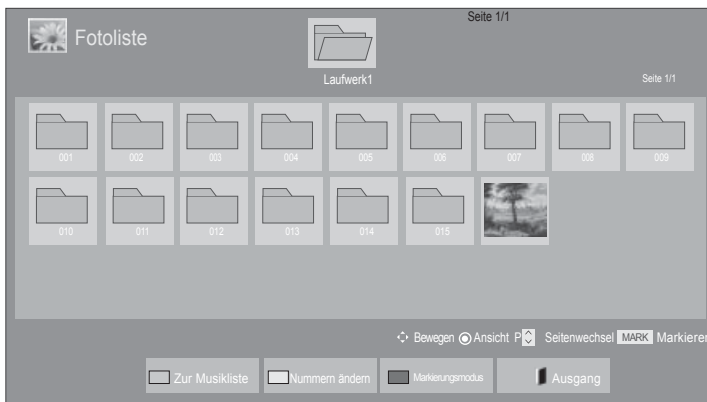 Seite 1/1
Fotoliste
Laufwerk1
Seite 1/1
001 002 003 004 005 006 007 008 009
010 011 012 013 014 015
Bewegen Ansicht P Seitenwechsel MARK Markieren
Zur Musikliste Nummern ändern Markierungsmodus Ausgang